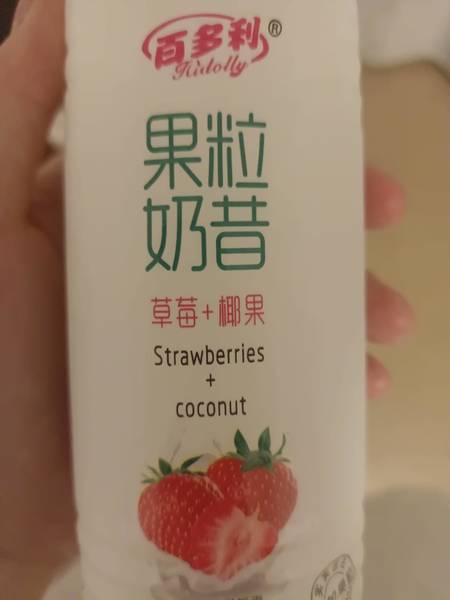 百多利®
Hidolly
果粒
奶昔
草莓+椰果
Strawberries
+
coconut